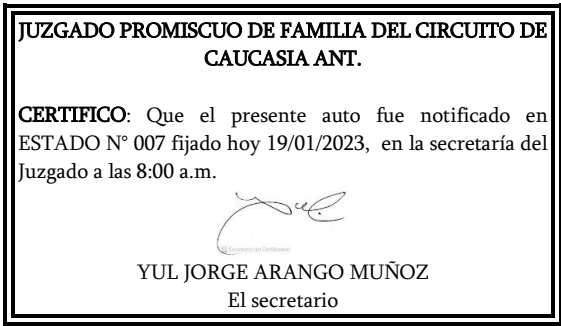 JUZGADO PROMISCUO DE FAMILIA DEL CIRCUITO DE
CAUCASIA ANT.
CERTIFICO: Que el presente auto fue notificado en
ESTADO N° 007 fijado hoy 19/01/2023, en la secretaría del
Juzgado a las 8:00 a.m.
YUL JORGE ARANGO MUÑOZ
El secretario